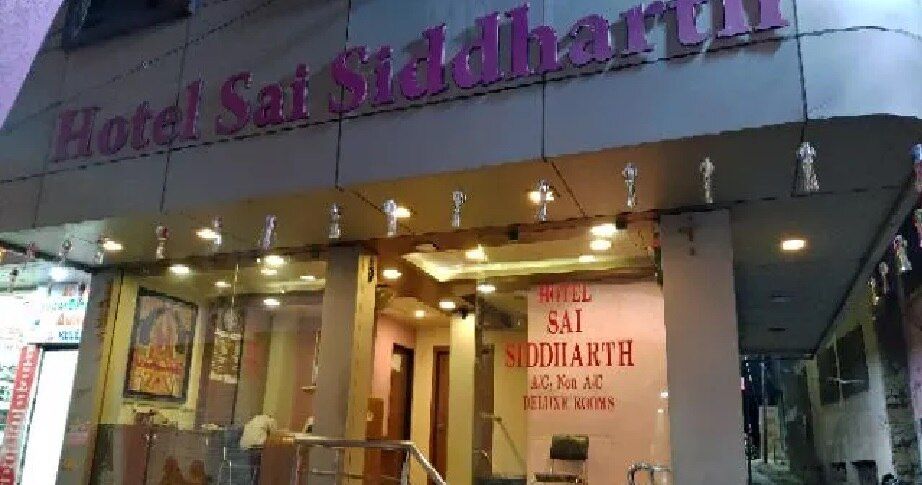 Hotel Sai Siddharth
HOTEL
SAI
SIDDHARTH
A/C, Non A/C
DELUXE ROOMS